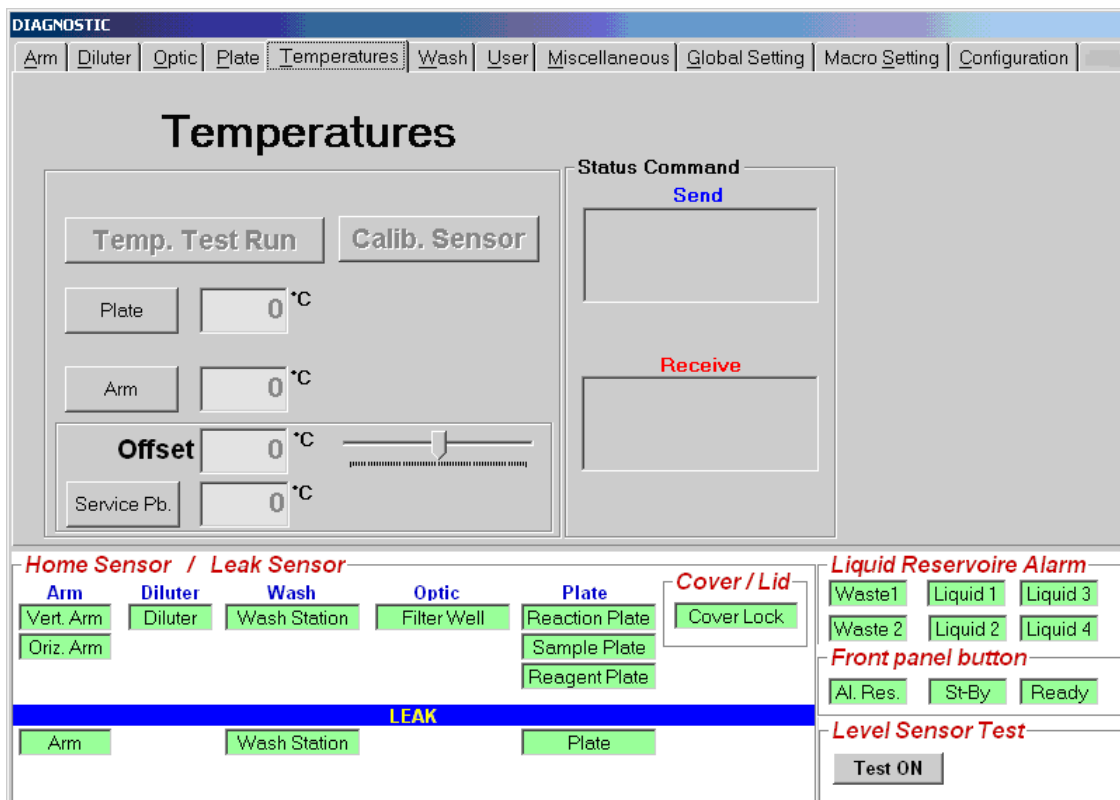 DIAGNOSTIC
Arm Diluter Optic Plate Temperatures Wash User Miscellaneous Global Setting Macro Setting Configuration
Temperatures
Status Command
Send
Temp. Test Run Calib. Sensor
Plate 0 °C
Receive
Arm 0 °C
Offset 0 °C
Service Pb. 0 °C
Home Sensor / Leak Sensor
Arm Diluter Wash Optic Plate
Vert. Arm Diluter Wash Station Filter Well Reaction Plate
Oriz. Arm Sample Plate
Reagent Plate
Cover / Lid
Cover Lock
LEAK
Arm Wash Station Plate
Liquid Reservoire Alarm
Waste1 Liquid 1 Liquid 3
Waste 2 Liquid 2 Liquid 4
Front panel button
Al. Res. St-By Ready
Level Sensor Test
Test ON